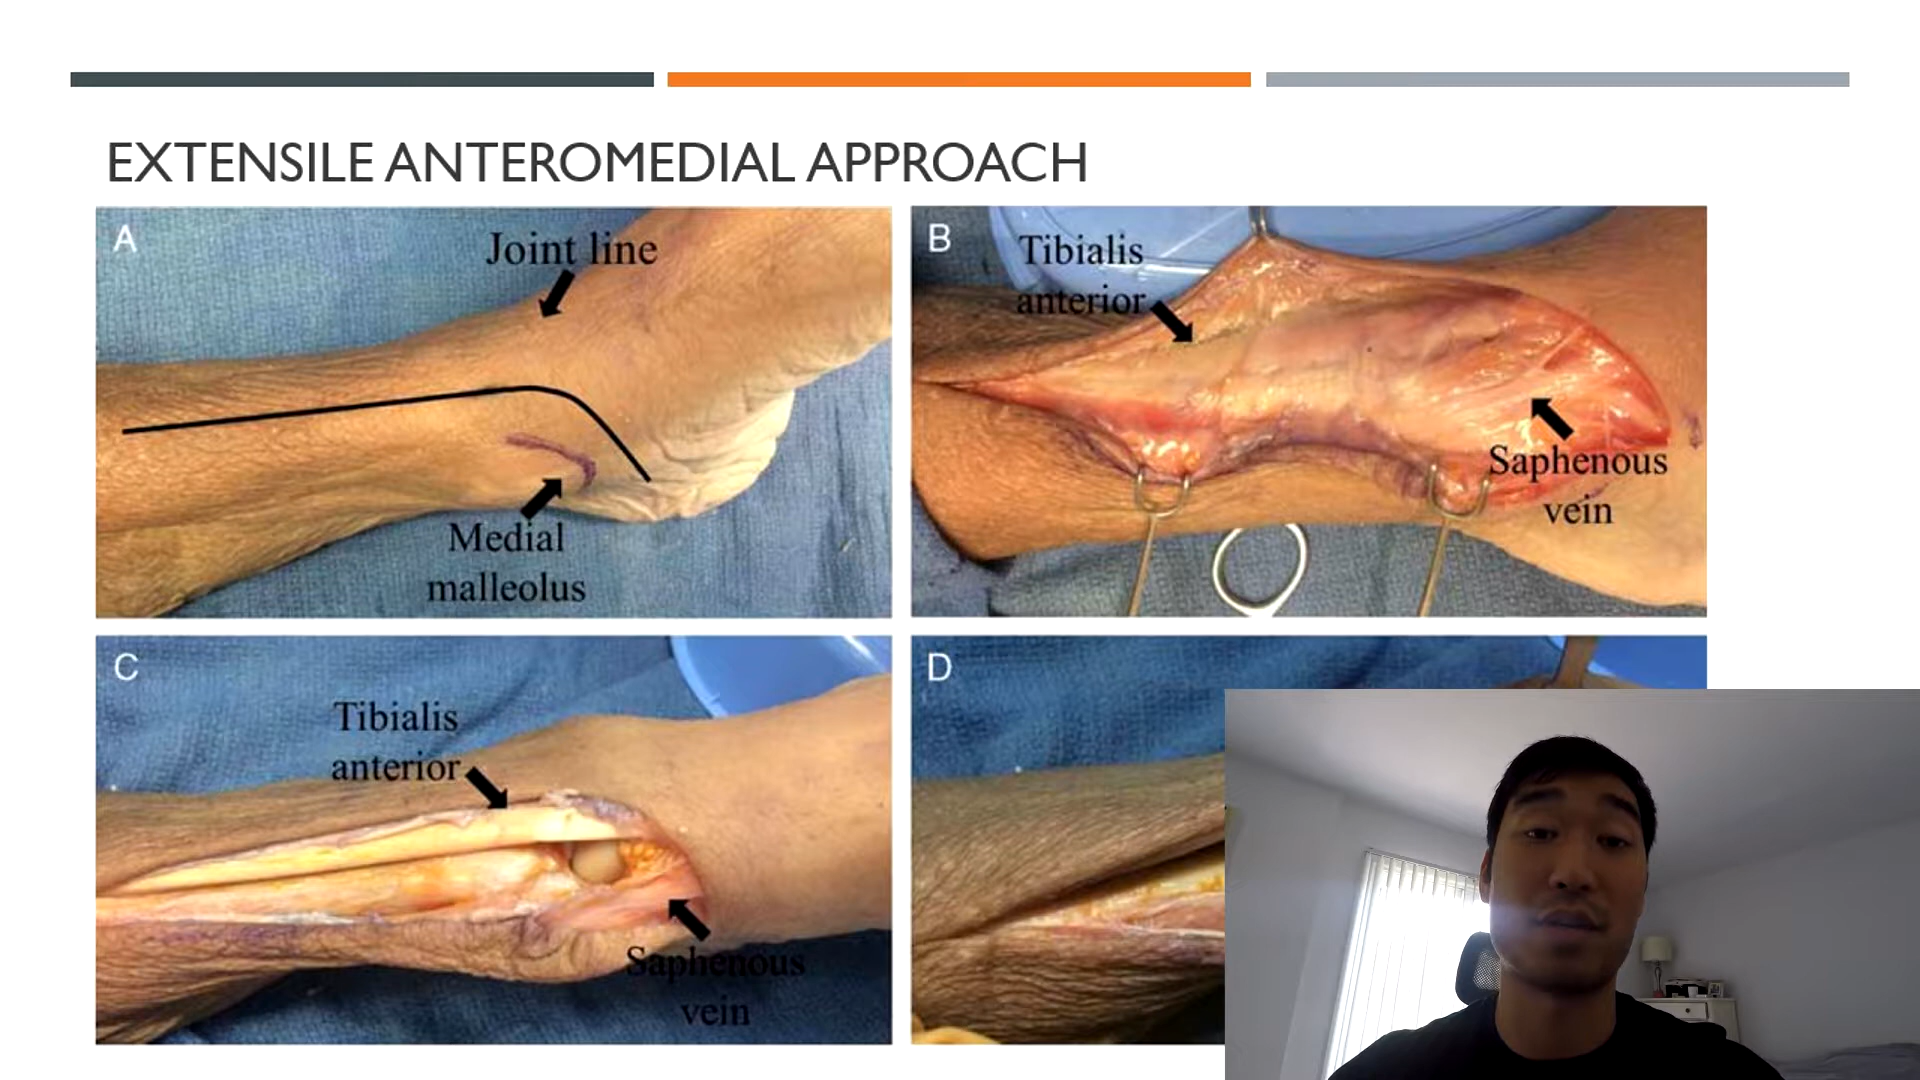 EXTENSILE ANTEROMEDIAL APPROACH
A
Joint line
Medial
malleolus
B
Tibialis
anterior
Saphenous
vein
C
Tibialis
anterior
Saphenous
vein
D